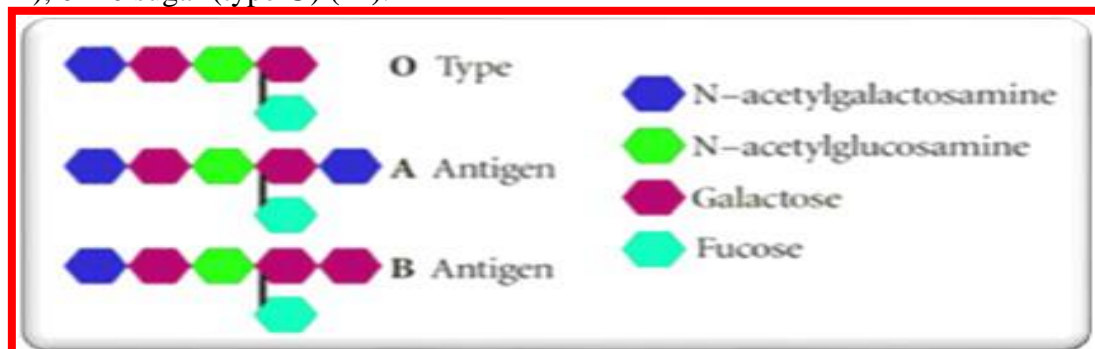 O Type
A Antigen
B Antigen
N-acetylgalactosamine
N-acetylglucosamine
Galactose
Fucose